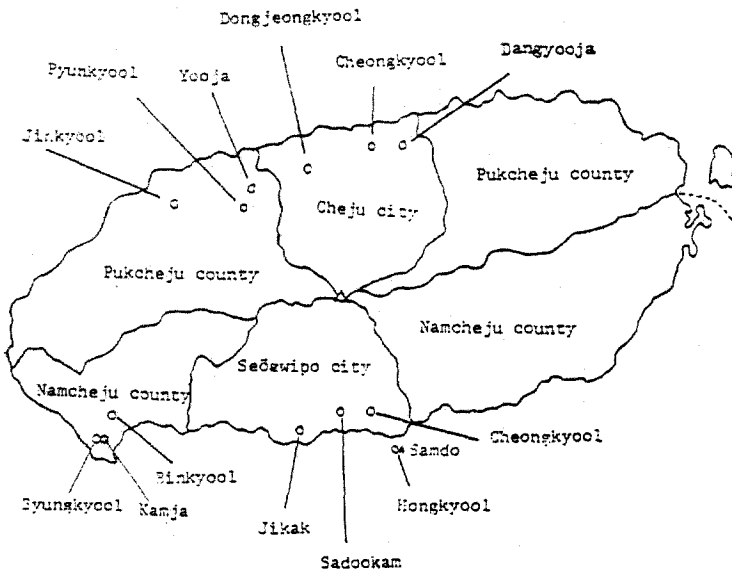 Dongjeongkyool
Cheongkyool
Dangyooja
Pyunkyool
Yooja
Jinkyool
Pukcheju county
Cheju city
Pukcheju county
Namcheju county
Seögwipo city
Namcheju county
Cheongkyool
Samdo
Binkyool
Byungkyool
Kamja
Hongkyool
Jikak
Sadookam